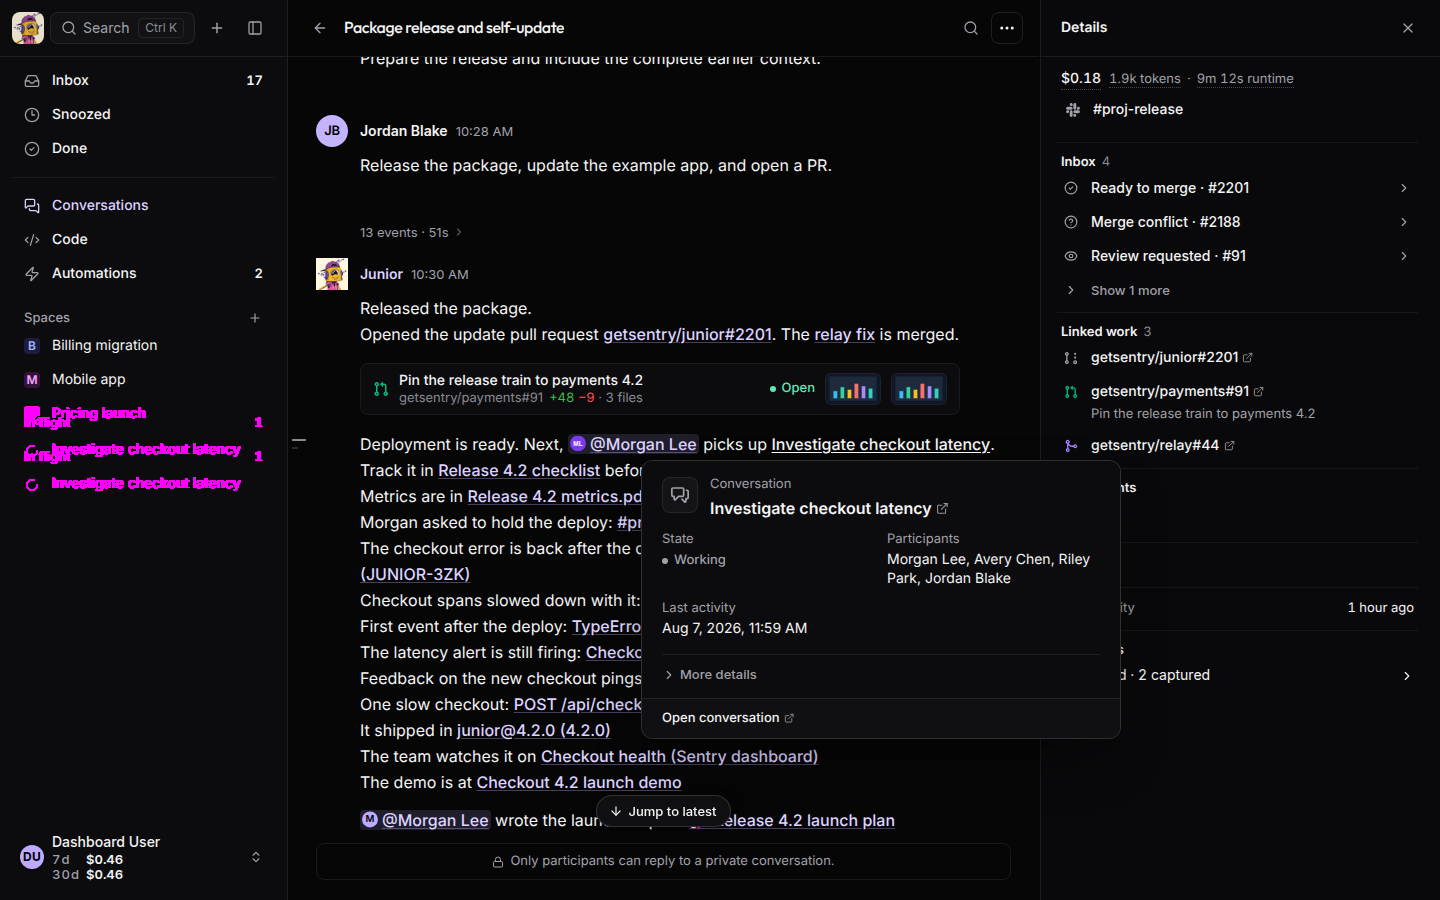 Search Ctrl K
Inbox 17
Snoozed
Done
Conversations
Code
Automations 2
Spaces
B Billing migration
M Mobile app
Pricing launch
In flight 1
Investigate checkout latency
In flight 1
Investigate checkout latency
DU Dashboard User
7d $0.46
30d $0.46
Package release and self-update
Prepare the release and include the complete earlier context.
JB Jordan Blake 10:28 AM
Release the package, update the example app, and open a PR.
13 events · 51s
Junior 10:30 AM
Released the package.
Opened the update pull request getsentry/junior#2201. The relay fix is merged.
Pin the release train to payments 4.2
getsentry/payments#91 +48 −9 · 3 files
Open
Deployment is ready. Next, ML @Morgan Lee picks up Investigate checkout latency.
Track it in Release 4.2 checklist
Metrics are in Release 4.2
Morgan asked to hold the deploy:
The checkout error is back after the
(JUNIOR-3ZK)
Checkout spans slowed down with it:
First event after the deploy:
The latency alert is still firing:
Feedback on the new checkout pings
One slow checkout: POST
It shipped in junior@4.2.0 (4.2.0)
The team watches it on Checkout health (Sentry dashboard)
The demo is at Checkout 4.2 launch demo
M @Morgan Lee wrote the 4.2 launch plan
Jump to latest
Only participants can reply to a private conversation.
Conversation
Investigate checkout latency
State
Working
Participants
Morgan Lee, Avery Chen, Riley
Park, Jordan Blake
Last activity
Aug 7, 2026, 11:59 AM
More details
Open conversation
Details
$0.18 1.9k tokens · 9m 12s runtime
#proj-release
Inbox 4
Ready to merge · #2201
Merge conflict · #2188
Review requested · #91
Show 1 more
Linked work 3
getsentry/junior#2201
getsentry/payments#91
Pin the release train to payments 4.2
getsentry/relay#44
1 hour ago
· 2 captured